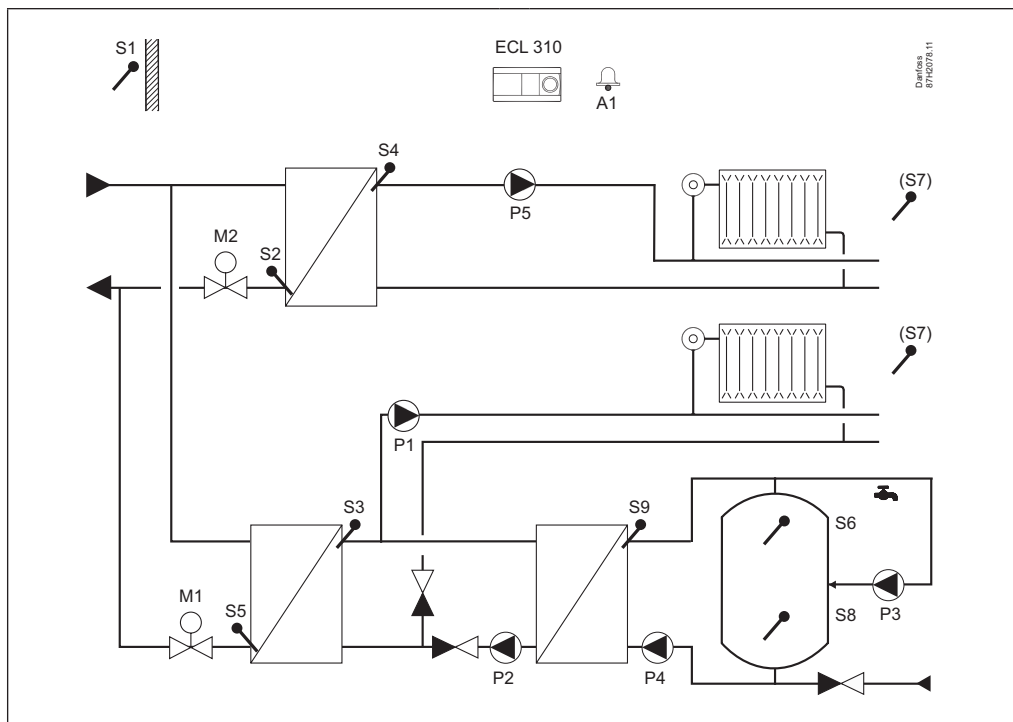 S1
ECL 310
A1
Danfoss
87H2078.11
S4
P5
(S7)
M2
S2
(S7)
P1
S3
S9
S6
M1
S5
S8
P3
P2
P4